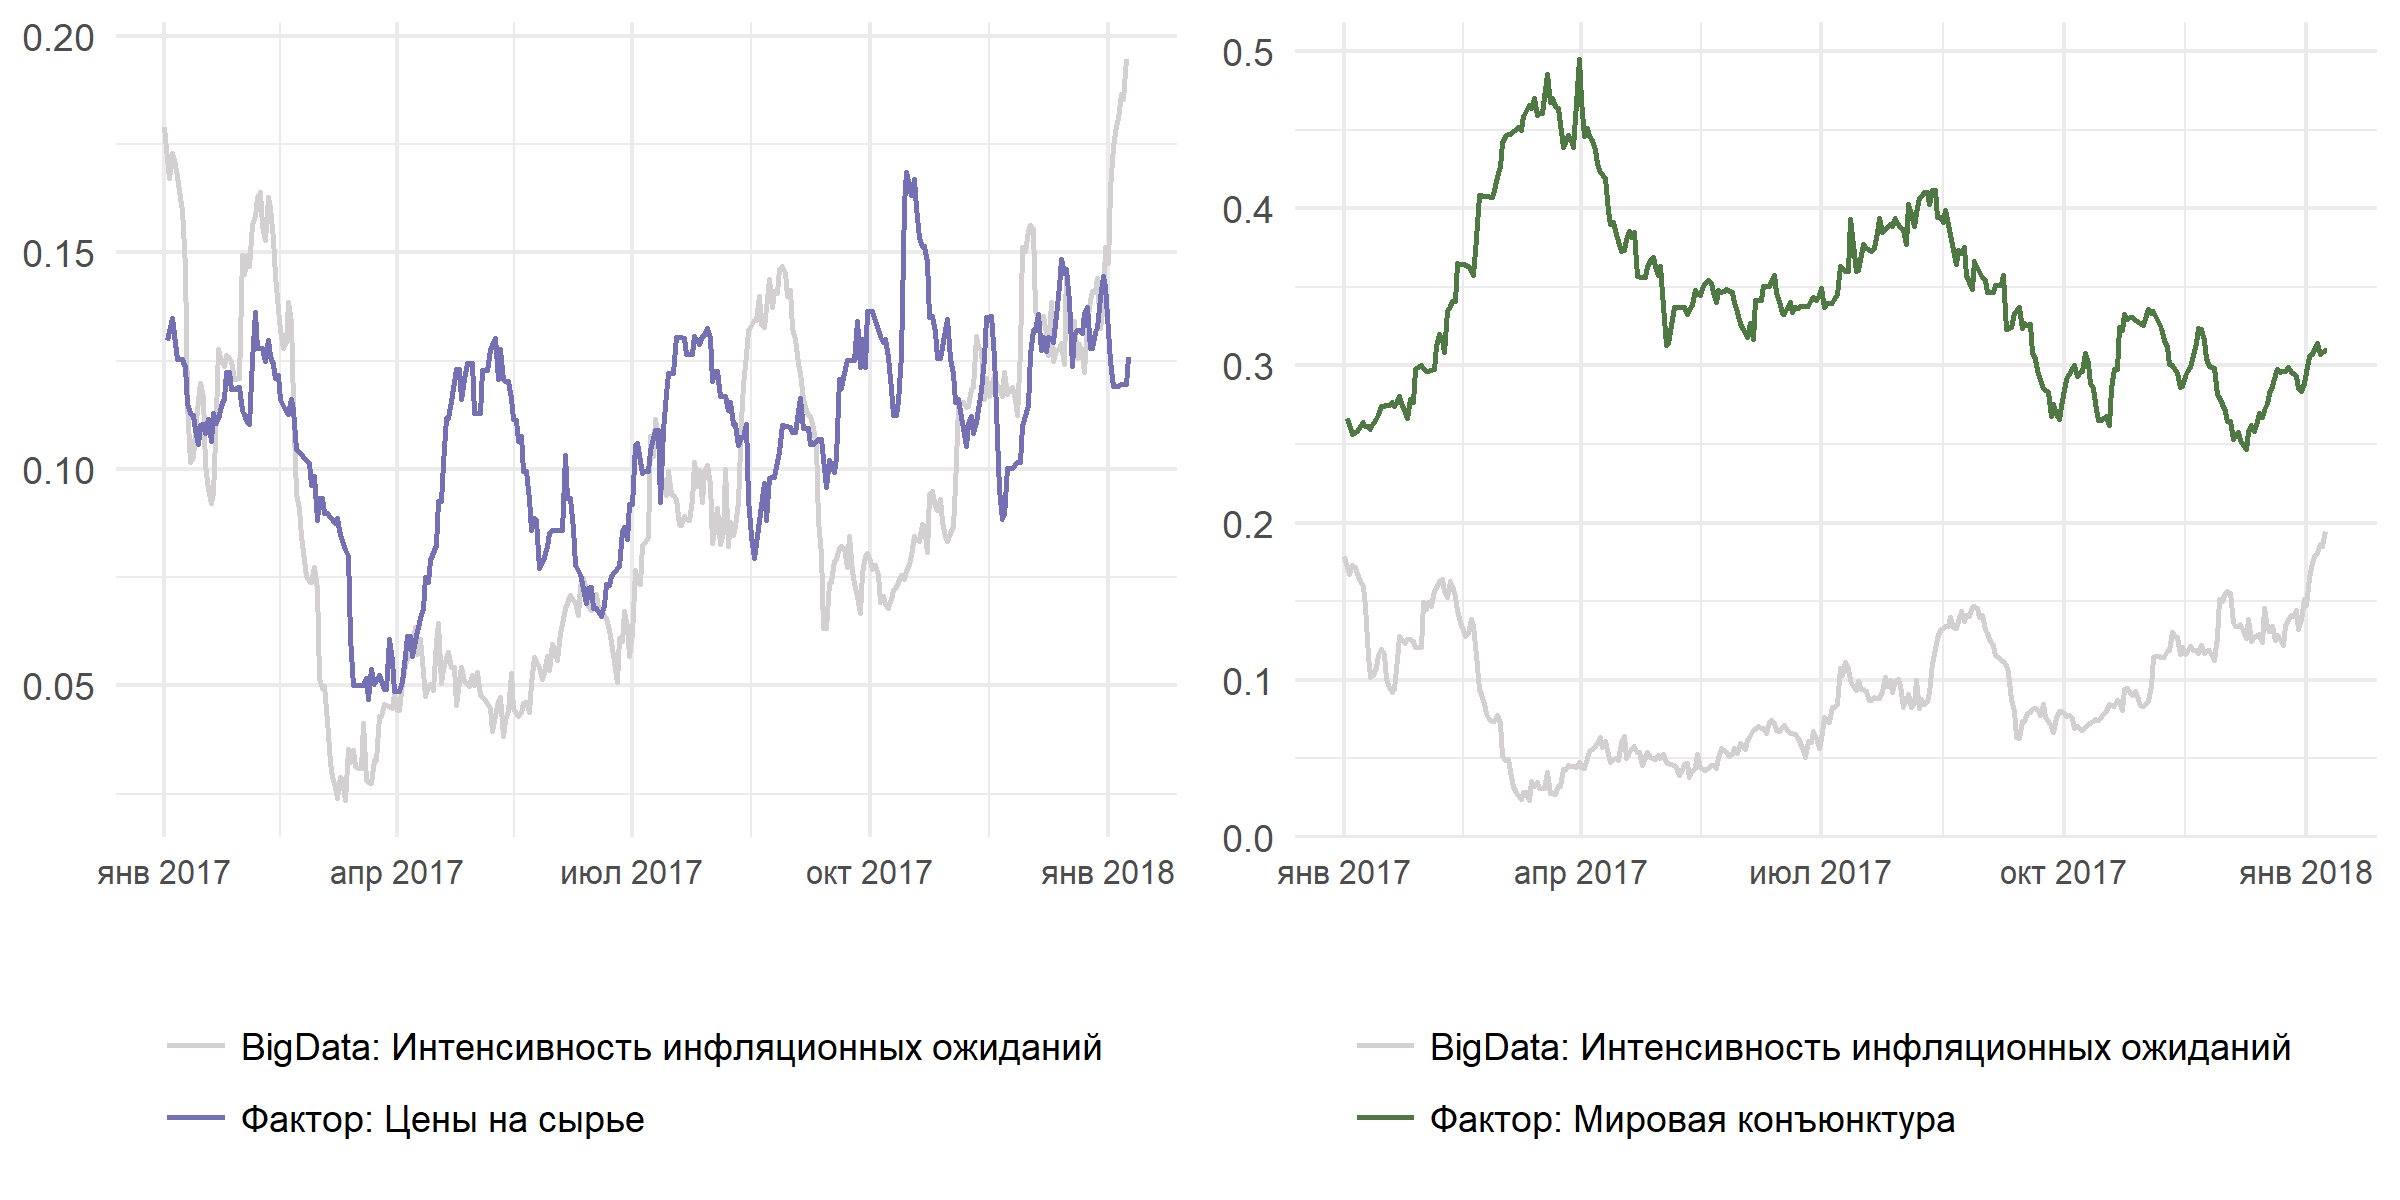 0.20
0.15
0.10
0.05
янв 2017 апр 2017 июл 2017 окт 2017 янв 2018
BigData: Интенсивность инфляционных ожиданий
Фактор: Цены на сырье
0.5
0.4
0.3
0.2
0.1
0.0
янв 2017 апр 2017 июл 2017 окт 2017 янв 2018
BigData: Интенсивность инфляционных ожиданий
Фактор: Мировая конъюнктура